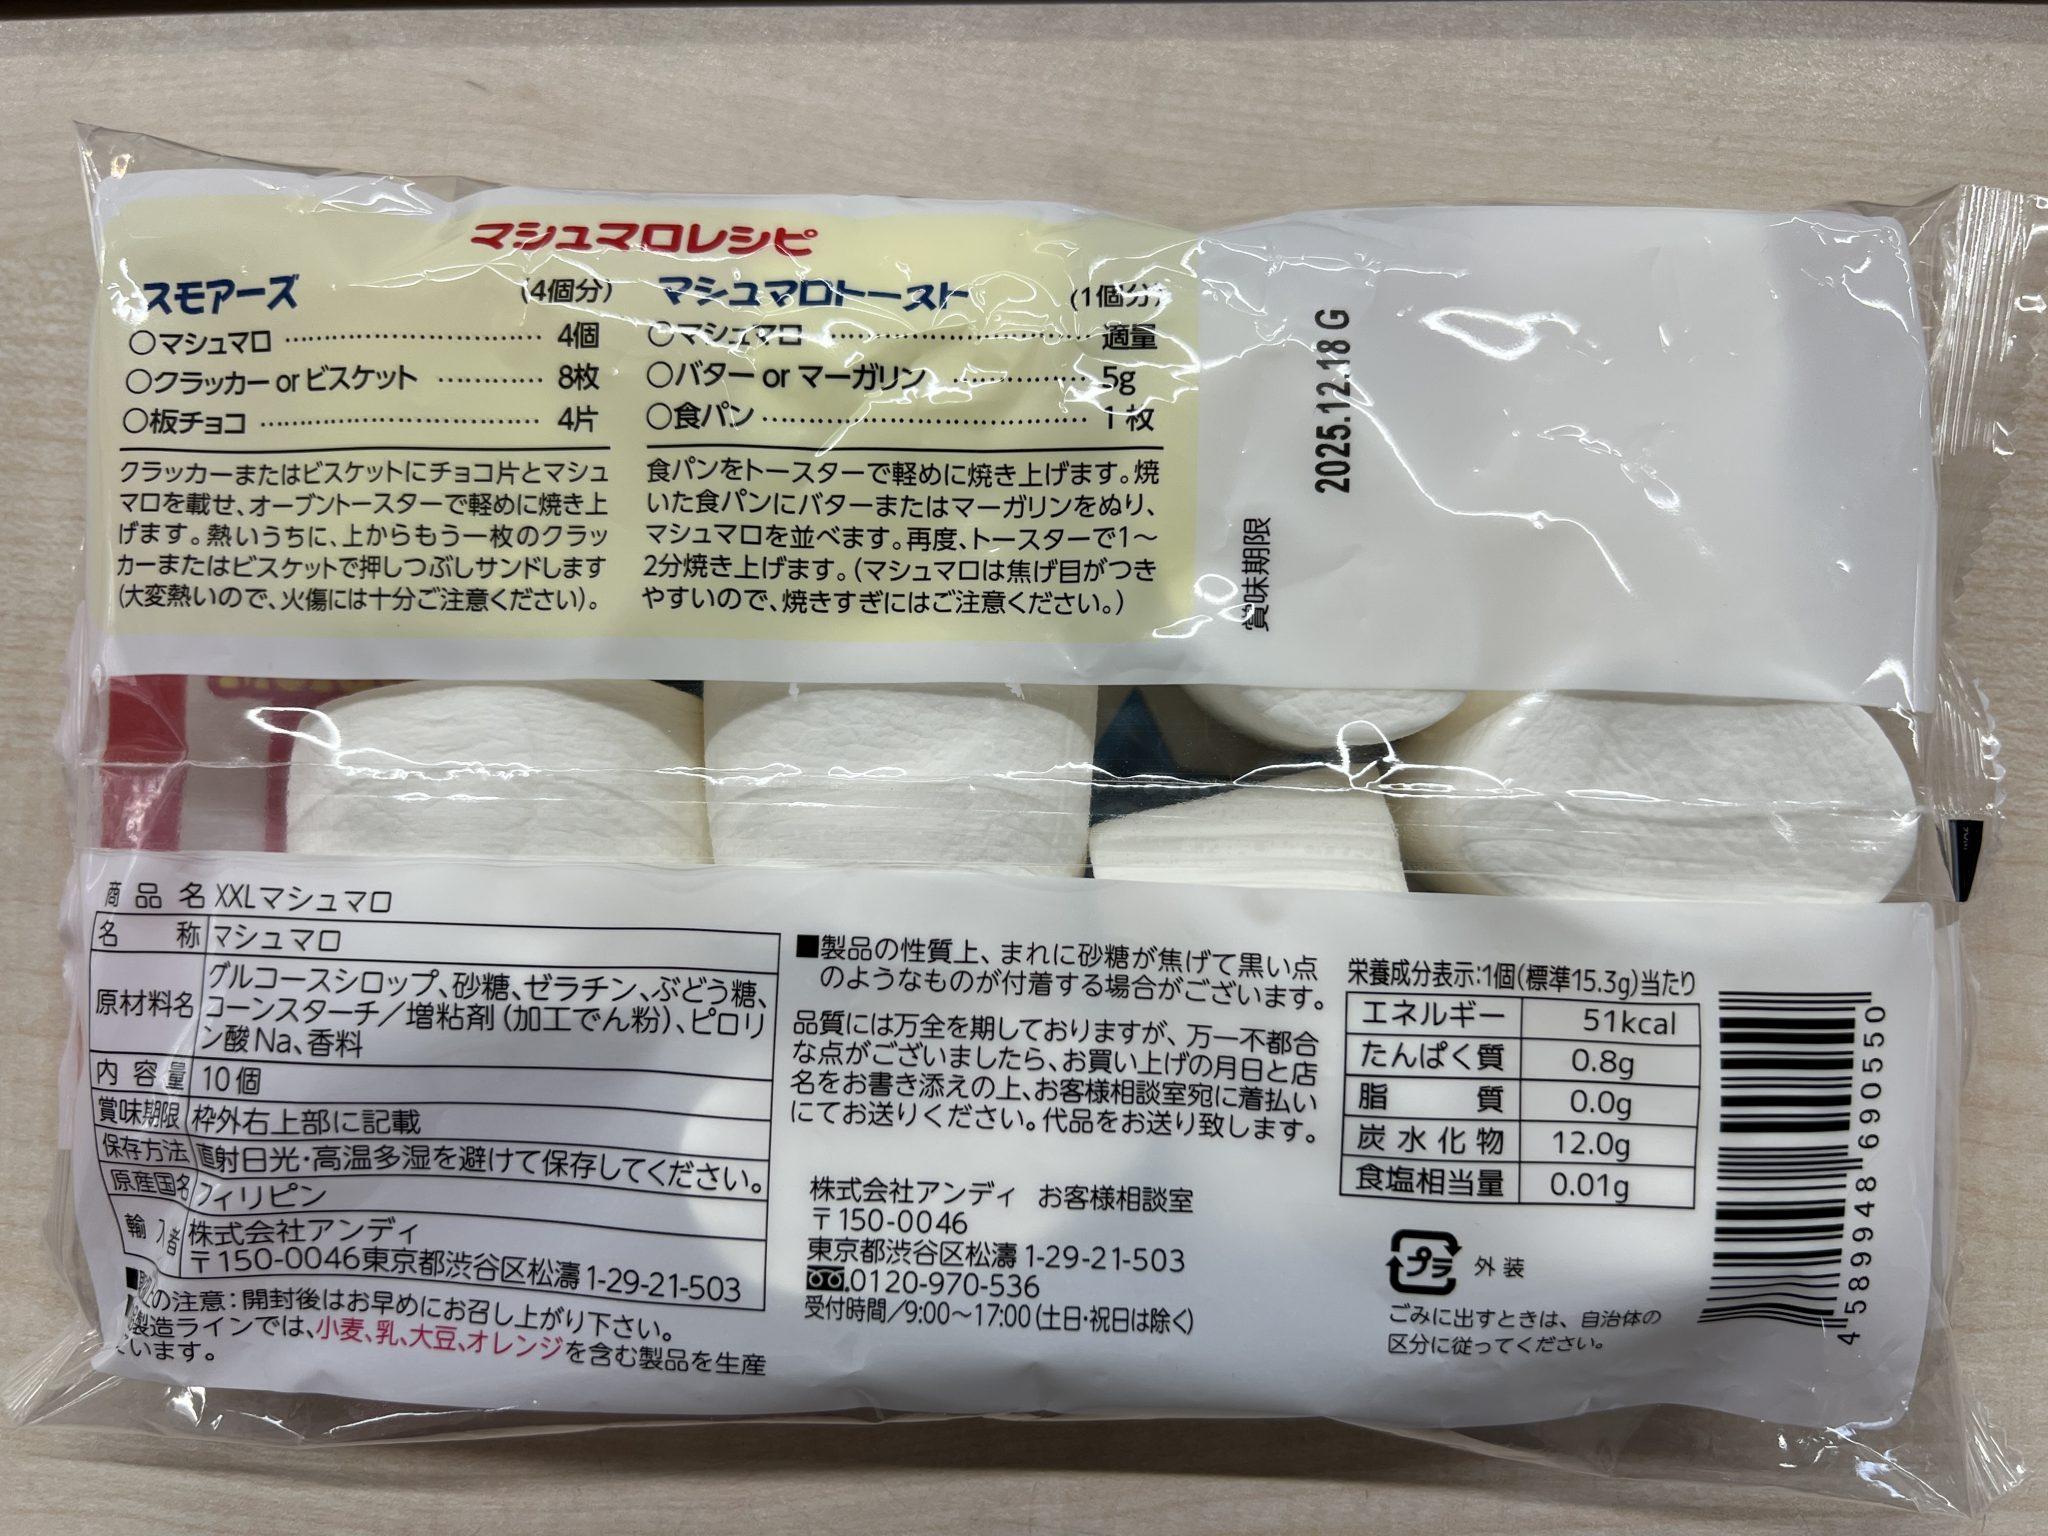 マシュマロレシピ
スモアーズ (4個分)
○マシュマロ …………………………… 4個
○クラッカー or ビスケット ………… 8枚
○板チョコ …………………………… 4片
クラッカーまたはビスケットにチョコ片とマシュ
マロを載せ、オーブントースターで軽めに焼き上
げます。熱いうちに、上からもう一枚のクラッ
カーまたはビスケットで押しつぶしサンドします
(大変熱いので、火傷には十分ご注意ください)。
マシュマロトースト (1個分)
○マシュマロ …………………………… 適量
○バター or マーガリン …………… 5g
○食パン ………………………………… 1枚
食パンをトースターで軽めに焼き上げます。焼
いた食パンにバターまたはマーガリンをぬり、
マシュマロを並べます。再度、トースターで1〜
2分焼き上げます。(マシュマロは焦げ目がつき
やすいので、焼きすぎにはご注意ください。)
賞味期限
2025.12.18 G
商品名 XXLマシュマロ
名称 マシュマロ
原材料名 グルコースシロップ、砂糖、ゼラチン、ぶどう糖、
コーンスターチ／増粘剤(加工でん粉)、ピロリ
ン酸Na、香料
内容量 10個
賞味期限 枠外右上部に記載
保存方法 直射日光・高温多湿を避けて保存してください。
原産国名 フィリピン
輸入者 株式会社アンディ
〒150-0046東京都渋谷区松濤1-29-21-503
の注意：開封後はお早めにお召し上がり下さい。
製造ラインでは、小麦、乳、大豆、オレンジを含む製品を生産
ています。
■製品の性質上、まれに砂糖が焦げて黒い点
のようなものが付着する場合がございます。
品質には万全を期しておりますが、万一不都合
な点がございましたら、お買い上げの月日と店
名をお書き添えの上、お客様相談室宛に着払い
にてお送りください。代品をお送り致します。
株式会社アンディ お客様相談室
〒150-0046
東京都渋谷区松濤1-29-21-503
0120-970-536
受付時間／9:00〜17:00(土日・祝日は除く)
栄養成分表示：1個(標準15.3g)当たり
エネルギー 51kcal
たんぱく質 0.8g
脂質 0.0g
炭水化物 12.0g
食塩相当量 0.01g
プラ 外装
ごみに出すときは、自治体の
区分に従ってください。
4589948690550